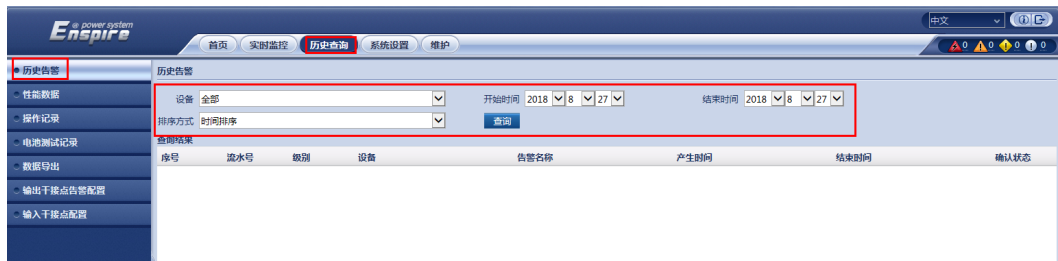 @ power system
Enspire
中文
首页 实时监控 历史查询 系统设置 维护
0 0 0 0
历史告警
性能数据
操作记录
电池测试记录
数据导出
输出干接点告警配置
输入干接点配置
历史告警
设备 全部 开始时间 2018 8 27 结束时间 2018 8 27
排序方式 时间排序 查询
查询结果
序号 流水号 级别 设备 告警名称 产生时间 结束时间 确认状态